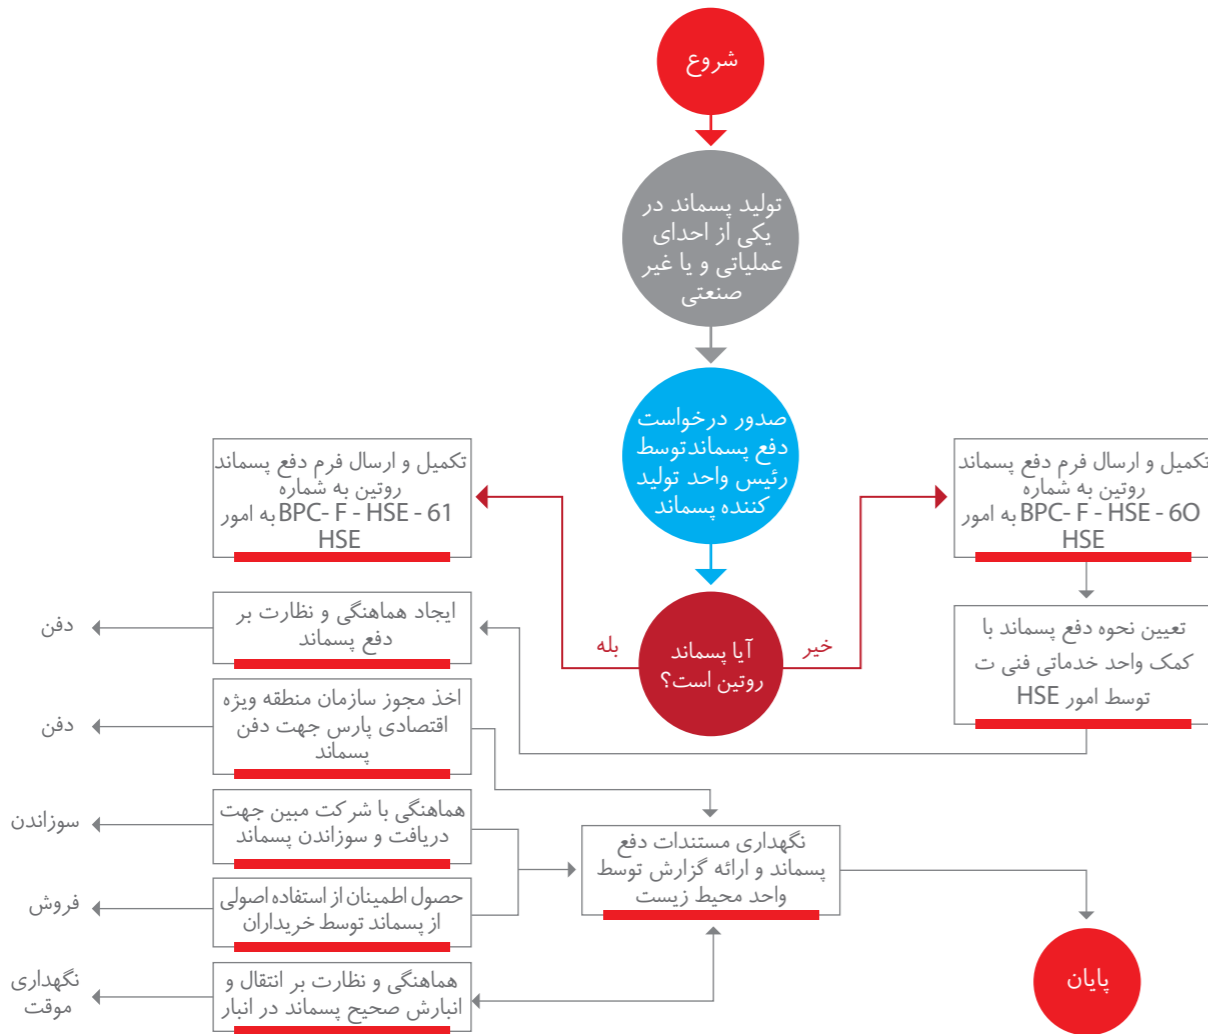 شروع
تولید پسماند در
یکی از احدای
عملیاتی و یا غیر
صنعتی
صدور درخواست
دفع پسماندتوسط
رئیس واحد تولید
کننده پسماند
آیا پسماند
روتین است؟
خیر
بله
تکمیل و ارسال فرم دفع پسماند
روتین به شماره
BPC- F - HSE - 6O به امور
HSE
تعیین نحوه دفع پسماند با
کمک واحد خدماتی فنی ت
توسط امور HSE
تکمیل و ارسال فرم دفع پسماند
روتین به شماره
BPC- F - HSE - 61 به امور
HSE
ایجاد هماهنگی و نظارت بر
دفع پسماند
دفن
اخذ مجوز سازمان منطقه ویژه
اقتصادی پارس جهت دفن
پسماند
دفن
هماهنگی با شرکت مبین جهت
دریافت و سوزاندن پسماند
سوزاندن
حصول اطمینان از استفاده اصولی
از پسماند توسط خریداران
فروش
هماهنگی و نظارت بر انتقال و
انبارش صحیح پسماند در انبار
نگهداری
موقت
نگهداری مستندات دفع
پسماند و ارائه گزارش توسط
واحد محیط زیست
پایان